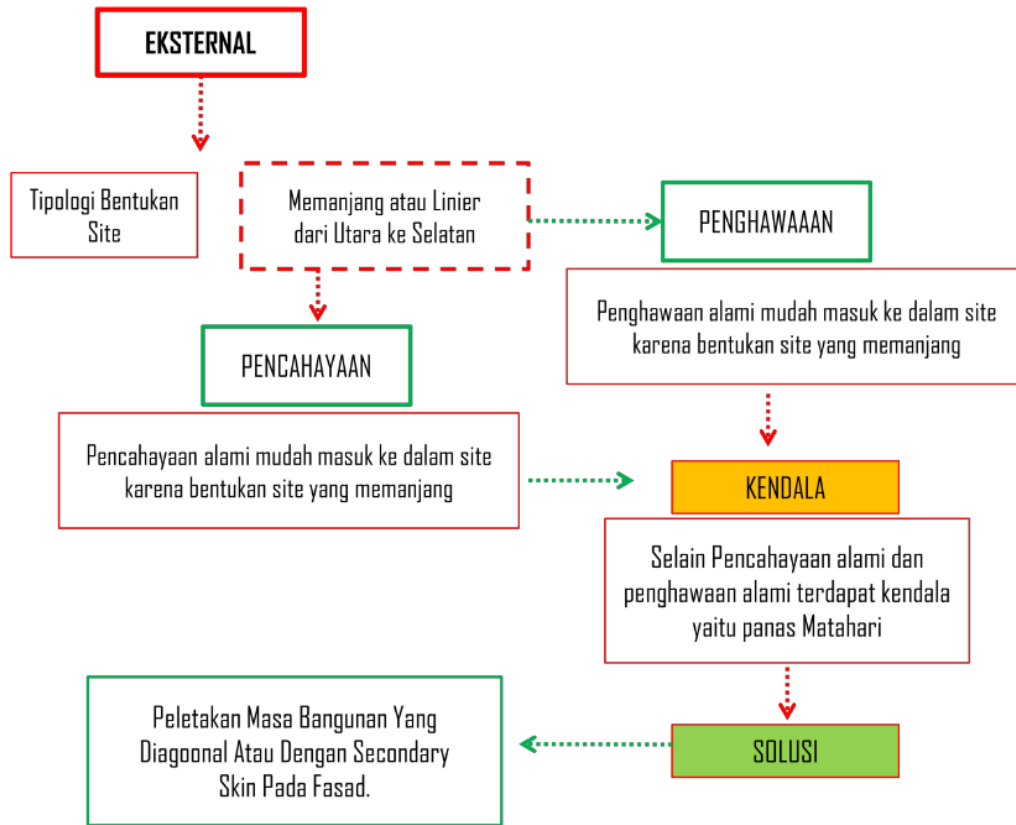 EKSTERNAL
Tipologi Bentukan
Site
Memanjang atau Linier
dari Utara ke Selatan
PENGHAWAAAN
Penghawaan alami mudah masuk ke dalam site
karena bentukan site yang memanjang
PENCAHAYAAN
Pencahayaan alami mudah masuk ke dalam site
karena bentukan site yang memanjang
KENDALA
Selain Pencahayaan alami dan
penghawaan alami terdapat kendala
yaitu panas Matahari
SOLUSI
Peletakan Masa Bangunan Yang
Diagoonal Atau Dengan Secondary
Skin Pada Fasad.